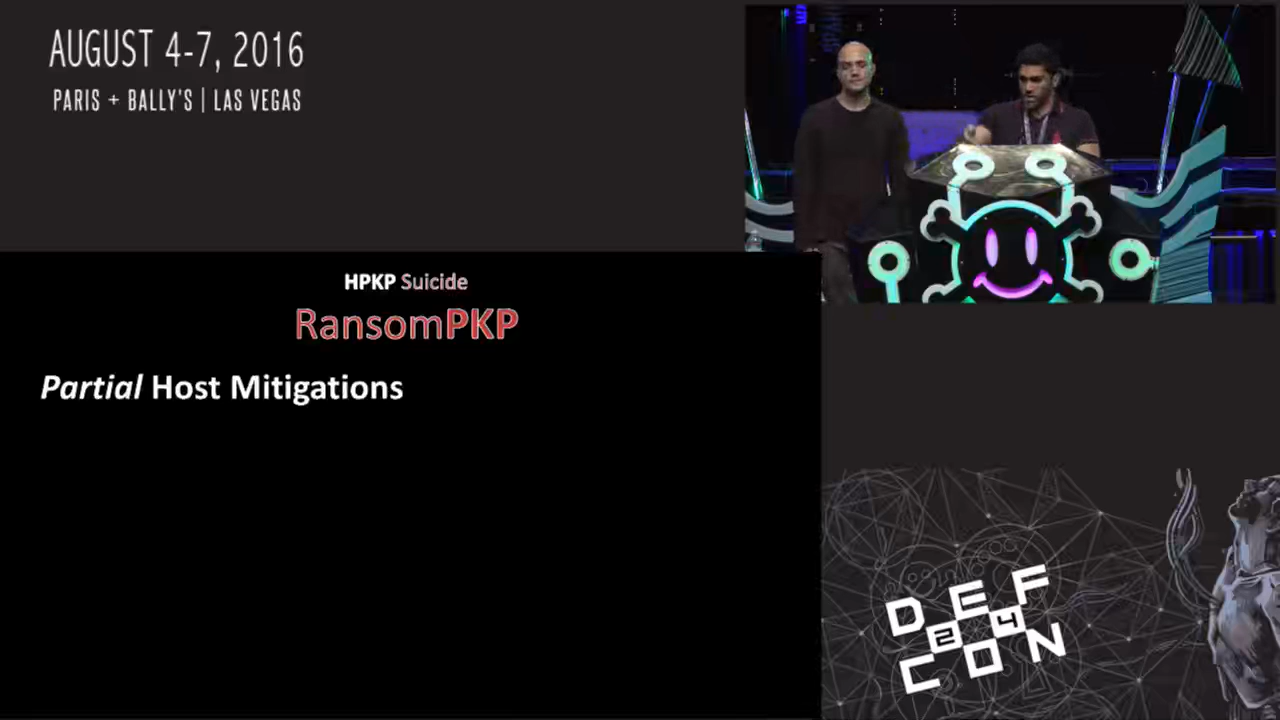 AUGUST 4-7, 2016
PARIS + BALLY'S | LAS VEGAS
HPKP Suicide
RansomPKP
Partial Host Mitigations
DEF
24
CON